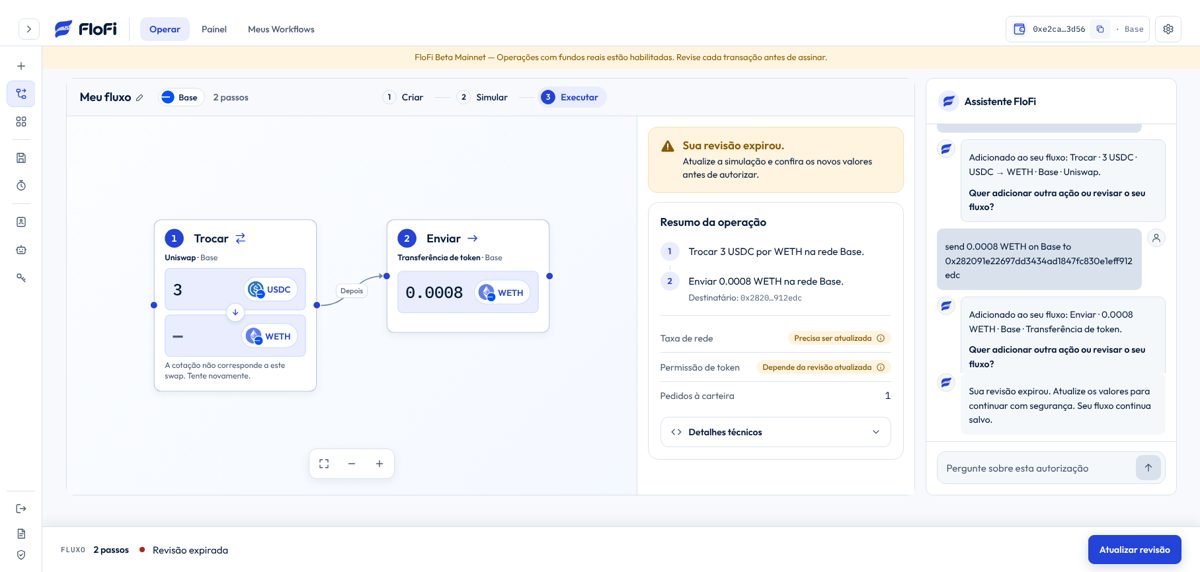 FloFi
Operar
Painel
Meus Workflows
0xe2ca…3d56
· Base
FloFi Beta Mainnet — Operações com fundos reais estão habilitadas. Revise cada transação antes de assinar.
Meu fluxo
Base
2 passos
1 Criar
2 Simular
3 Executar
1 Trocar
Uniswap · Base
3
USDC
—
WETH
A cotação não corresponde a este
swap. Tente novamente.
Depois
2 Enviar
Transferência de token · Base
0.0008
WETH
Sua revisão expirou.
Atualize a simulação e confira os novos valores
antes de autorizar.
Resumo da operação
1 Trocar 3 USDC por WETH na rede Base.
2 Enviar 0.0008 WETH na rede Base.
Destinatário: 0x2820…912edc
Taxa de rede Precisa ser atualizada
Permissão de token Depende da revisão atualizada
Pedidos à carteira 1
Detalhes técnicos
Assistente FloFi
Adicionado ao seu fluxo: Trocar · 3 USDC ·
USDC → WETH · Base · Uniswap.
Quer adicionar outra ação ou revisar o seu
fluxo?
send 0.0008 WETH on Base to
0x282091e22697dd3434ad1847fc830e1eff912
edc
Adicionado ao seu fluxo: Enviar · 0.0008
WETH · Base · Transferência de token.
Quer adicionar outra ação ou revisar o seu
fluxo?
Sua revisão expirou. Atualize os valores para
continuar com segurança. Seu fluxo continua
salvo.
Pergunte sobre esta autorização
FLUXO 2 passos Revisão expirada
Atualizar revisão